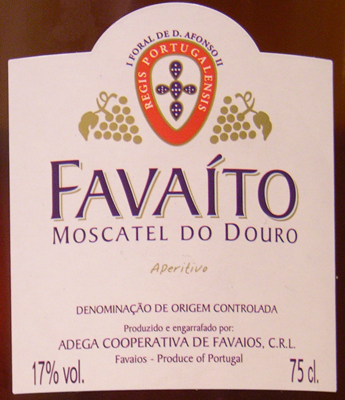 I FORAL DE D. AFONSO II
REGIS PORTUGALENSIS
FAVAÍTO
MOSCATEL DO DOURO
Aperitivo
DENOMINAÇÃO DE ORIGEM CONTROLADA
Produzido e engarrafado por:
ADEGA COOPERATIVA DE FAVAIOS, C.R.L.
Favaios - Produce of Portugal
17% vol. 75 cl.